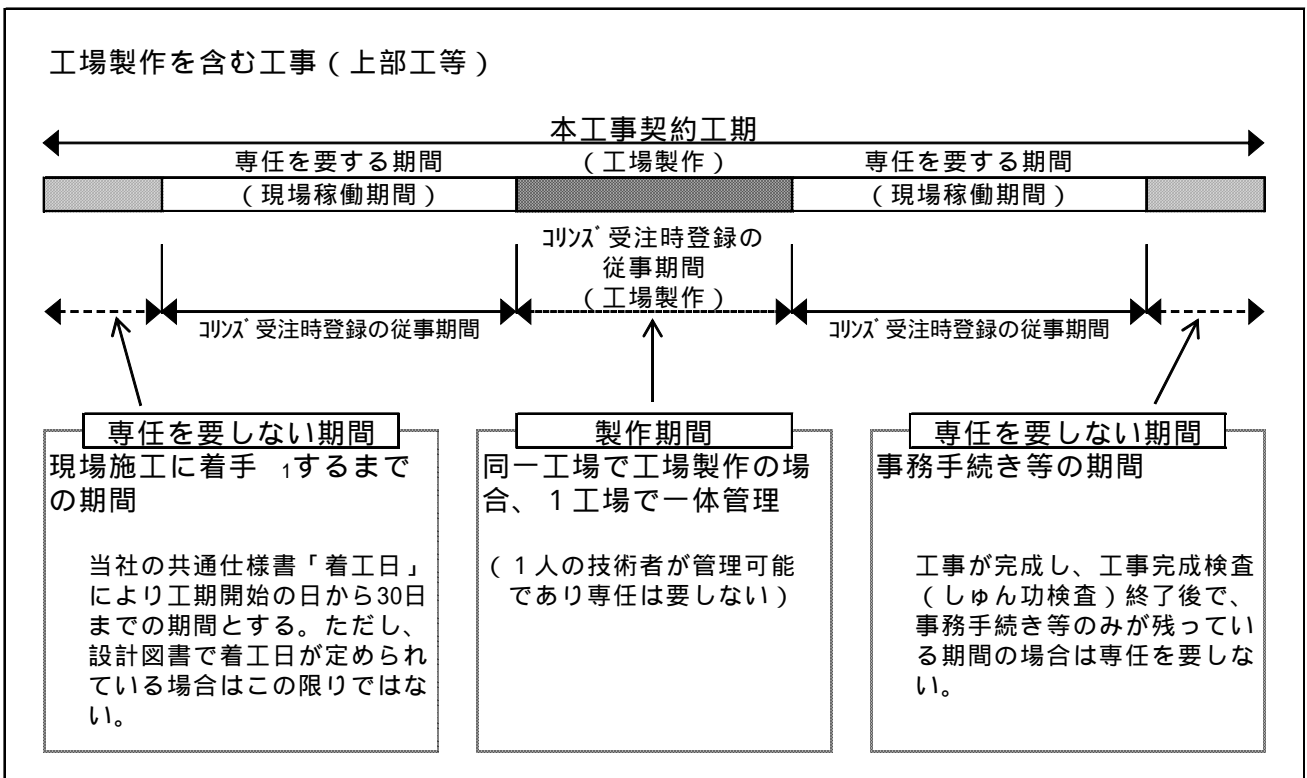 工場製作を含む工事（上部工等）
本工事契約工期
専任を要する期間
（工場製作）
専任を要する期間
（現場稼働期間）
（現場稼働期間）
ｺﾘﾝｽﾞ受注時登録の
従事期間
（工場製作）
ｺﾘﾝｽﾞ受注時登録の従事期間
ｺﾘﾝｽﾞ受注時登録の従事期間
専任を要しない期間
現場施工に着手 1するまで
の期間
当社の共通仕様書「着工日」
により工期開始の日から30日
までの期間とする。ただし、
設計図書で着工日が定められ
ている場合はこの限りではな
い。
製作期間
同一工場で工場製作の場
合、１工場で一体管理
（１人の技術者が管理可能
であり専任は要しない）
専任を要しない期間
事務手続き等の期間
工事が完成し、工事完成検査
（しゅん功検査）終了後で、
事務手続き等のみが残ってい
る期間の場合は専任を要しな
い。